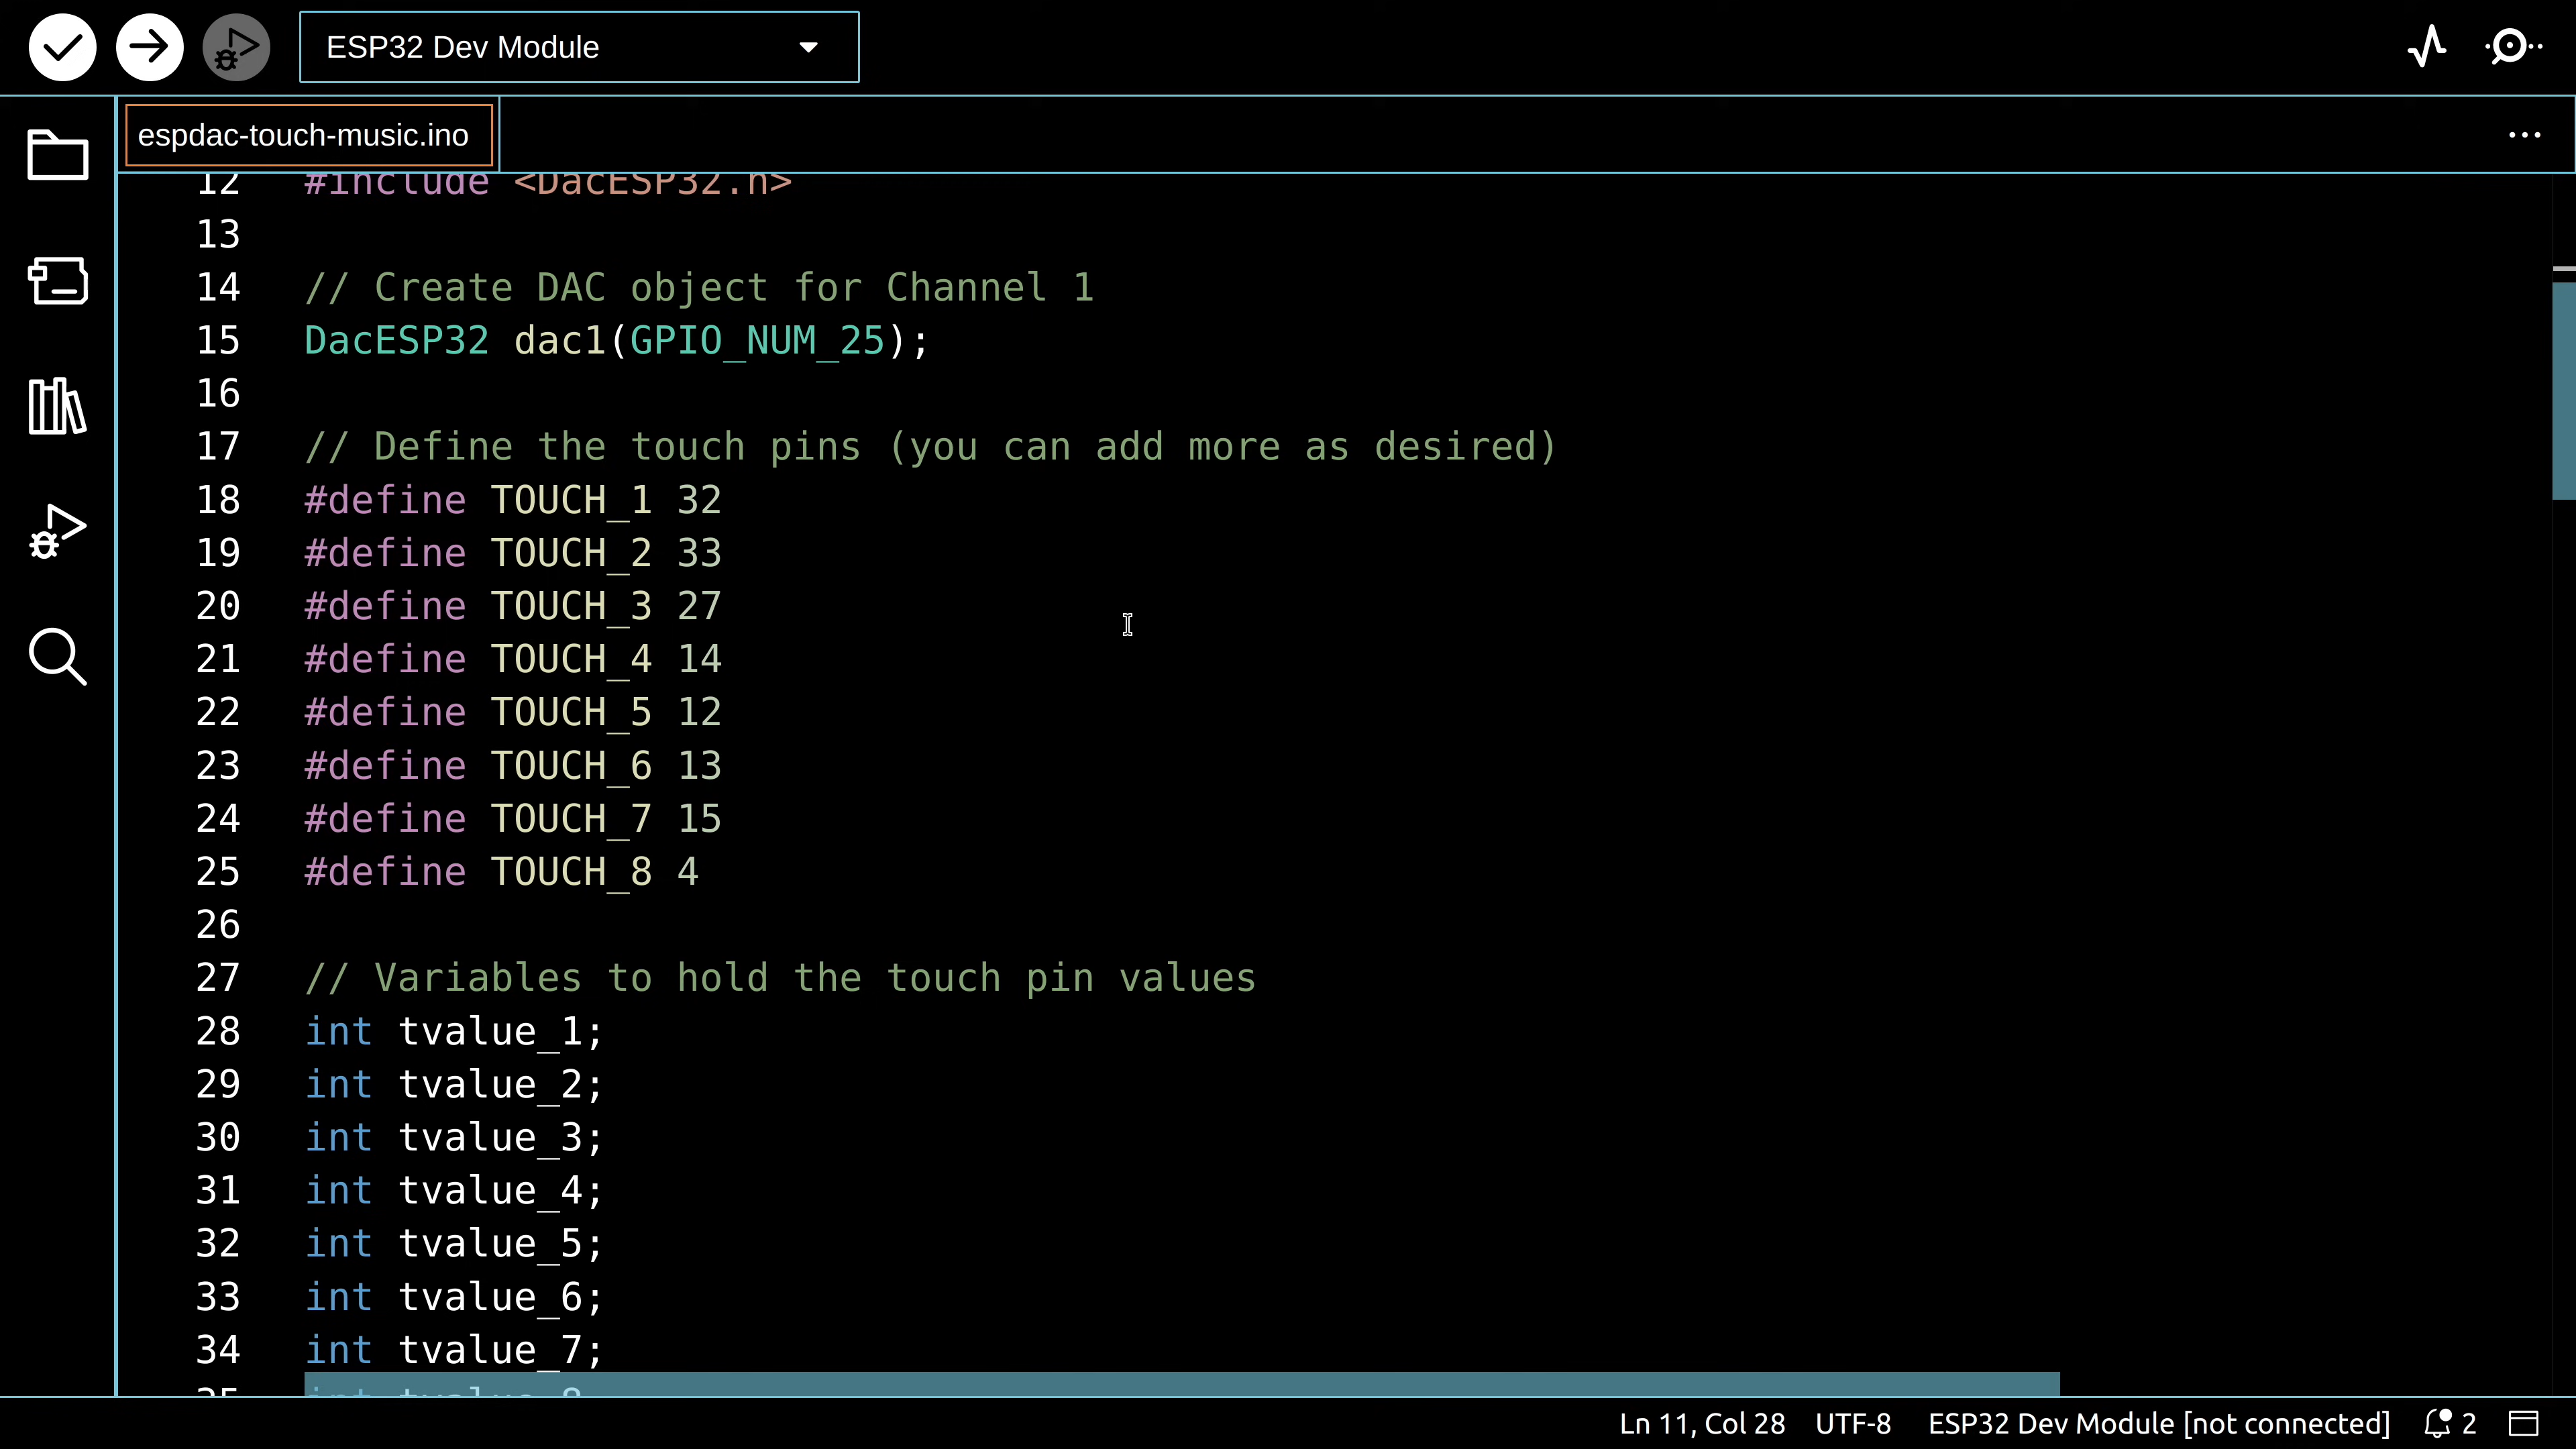 ESP32 Dev Module
espdac-touch-music.ino
12 #include <DacESP32.h>
13
14 // Create DAC object for Channel 1
15 DacESP32 dac1(GPIO_NUM_25);
16
17 // Define the touch pins (you can add more as desired)
18 #define TOUCH_1 32
19 #define TOUCH_2 33
20 #define TOUCH_3 27
21 #define TOUCH_4 14
22 #define TOUCH_5 12
23 #define TOUCH_6 13
24 #define TOUCH_7 15
25 #define TOUCH_8 4
26
27 // Variables to hold the touch pin values
28 int tvalue_1;
29 int tvalue_2;
30 int tvalue_3;
31 int tvalue_4;
32 int tvalue_5;
33 int tvalue_6;
34 int tvalue_7;
Ln 11, Col 28 UTF-8 ESP32 Dev Module [not connected] 2